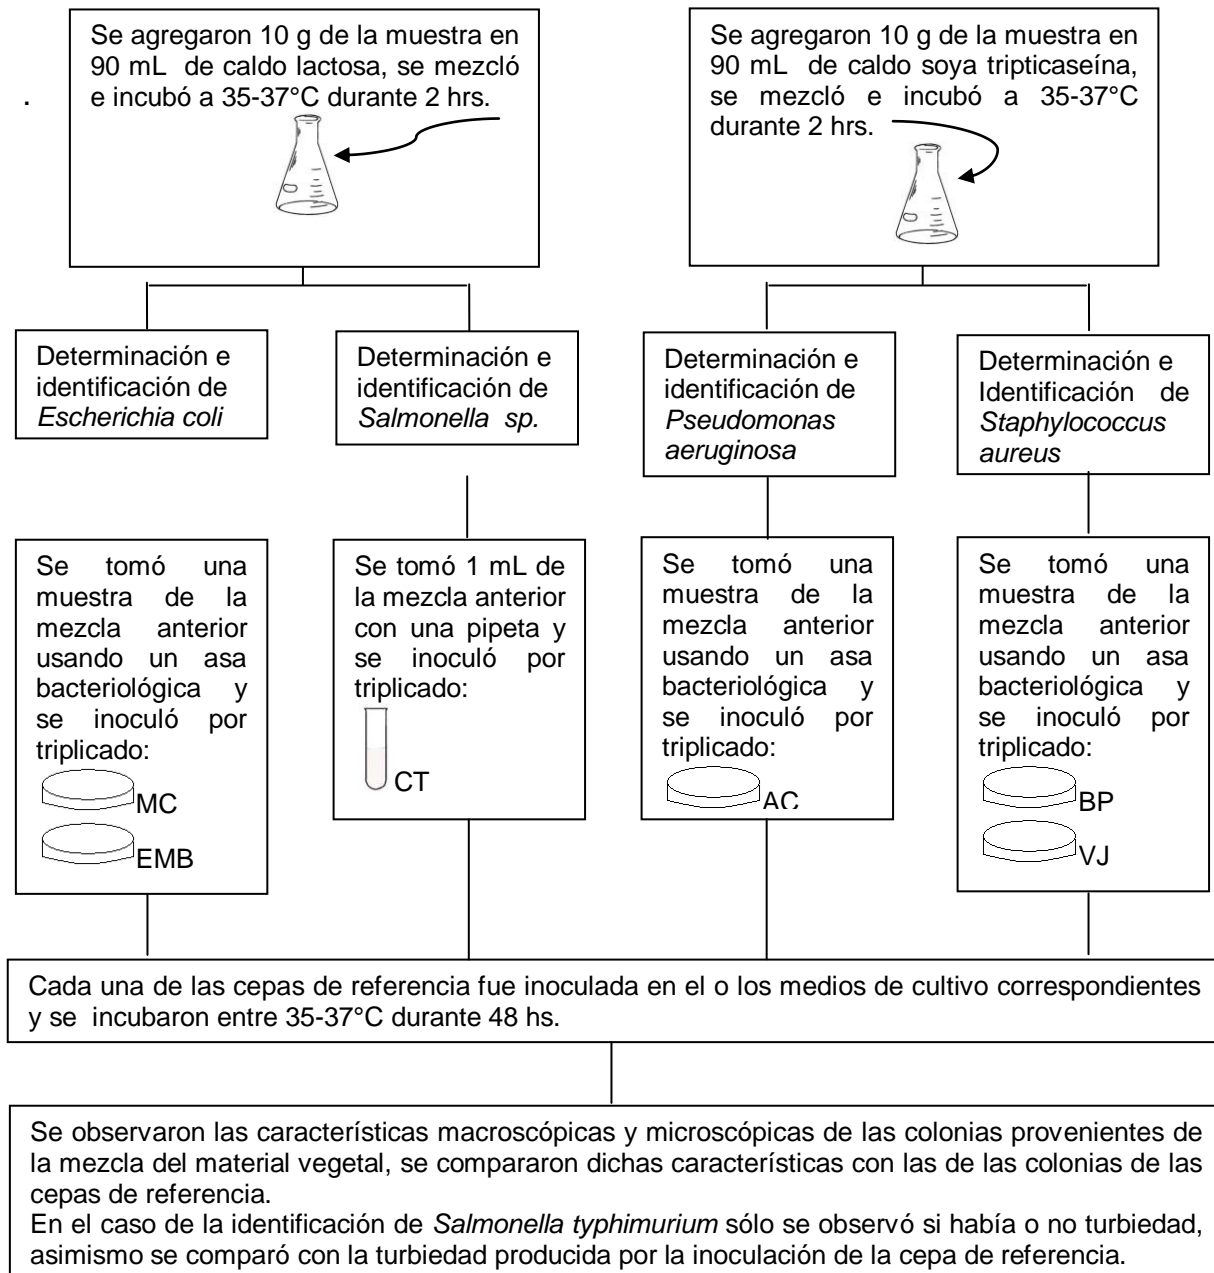 Se agregaron 10 g de la muestra en
90 mL de caldo lactosa, se mezcló
e incubó a 35-37°C durante 2 hrs.
.
Se agregaron 10 g de la muestra en
90 mL de caldo soya tripticaseína,
se mezcló e incubó a 35-37°C
durante 2 hrs.
Determinación e
identificación de
Escherichia coli
Determinación e
identificación de
Salmonella sp.
Determinación e
identificación de
Pseudomonas
aeruginosa
Determinación e
Identificación de
Staphylococcus
aureus
Se tomó una
muestra de la
mezcla anterior
usando un asa
bacteriológica y
se inoculó por
triplicado:
MC
EMB
Se tomó 1 mL de
la mezcla anterior
con una pipeta y
se inoculó por
triplicado:
CT
Se tomó una
muestra de la
mezcla anterior
usando un asa
bacteriológica y
se inoculó por
triplicado:
AC
Se tomó una
muestra de la
mezcla anterior
usando un asa
bacteriológica y
se inoculó por
triplicado:
BP
VJ
Cada una de las cepas de referencia fue inoculada en el o los medios de cultivo correspondientes
y se incubaron entre 35-37°C durante 48 hs.
Se observaron las características macroscópicas y microscópicas de las colonias provenientes de
la mezcla del material vegetal, se compararon dichas características con las de las colonias de las
cepas de referencia.
En el caso de la identificación de Salmonella typhimurium sólo se observó si había o no turbiedad,
asimismo se comparó con la turbiedad producida por la inoculación de la cepa de referencia.